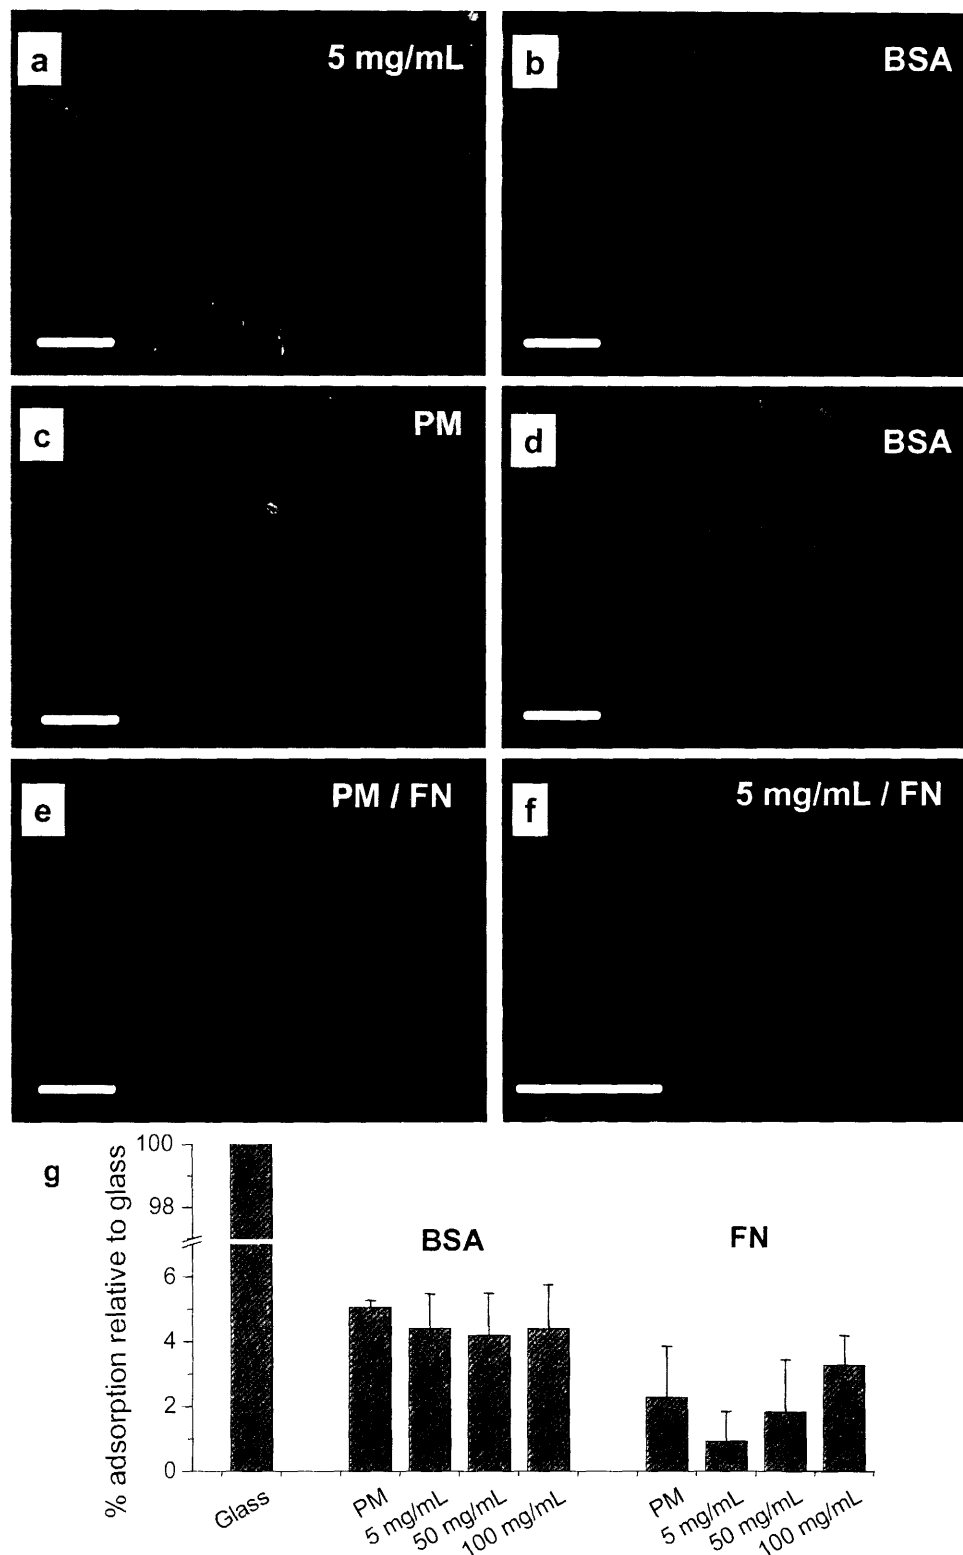 a 5 mg/mL
b BSA
c PM
d BSA
e PM / FN
f 5 mg/mL / FN
g
% adsorption relative to glass
100
98
6
4
2
0
BSA
FN
Glass
PM
5 mg/mL
50 mg/mL
100 mg/mL
PM
5 mg/mL
50 mg/mL
100 mg/mL